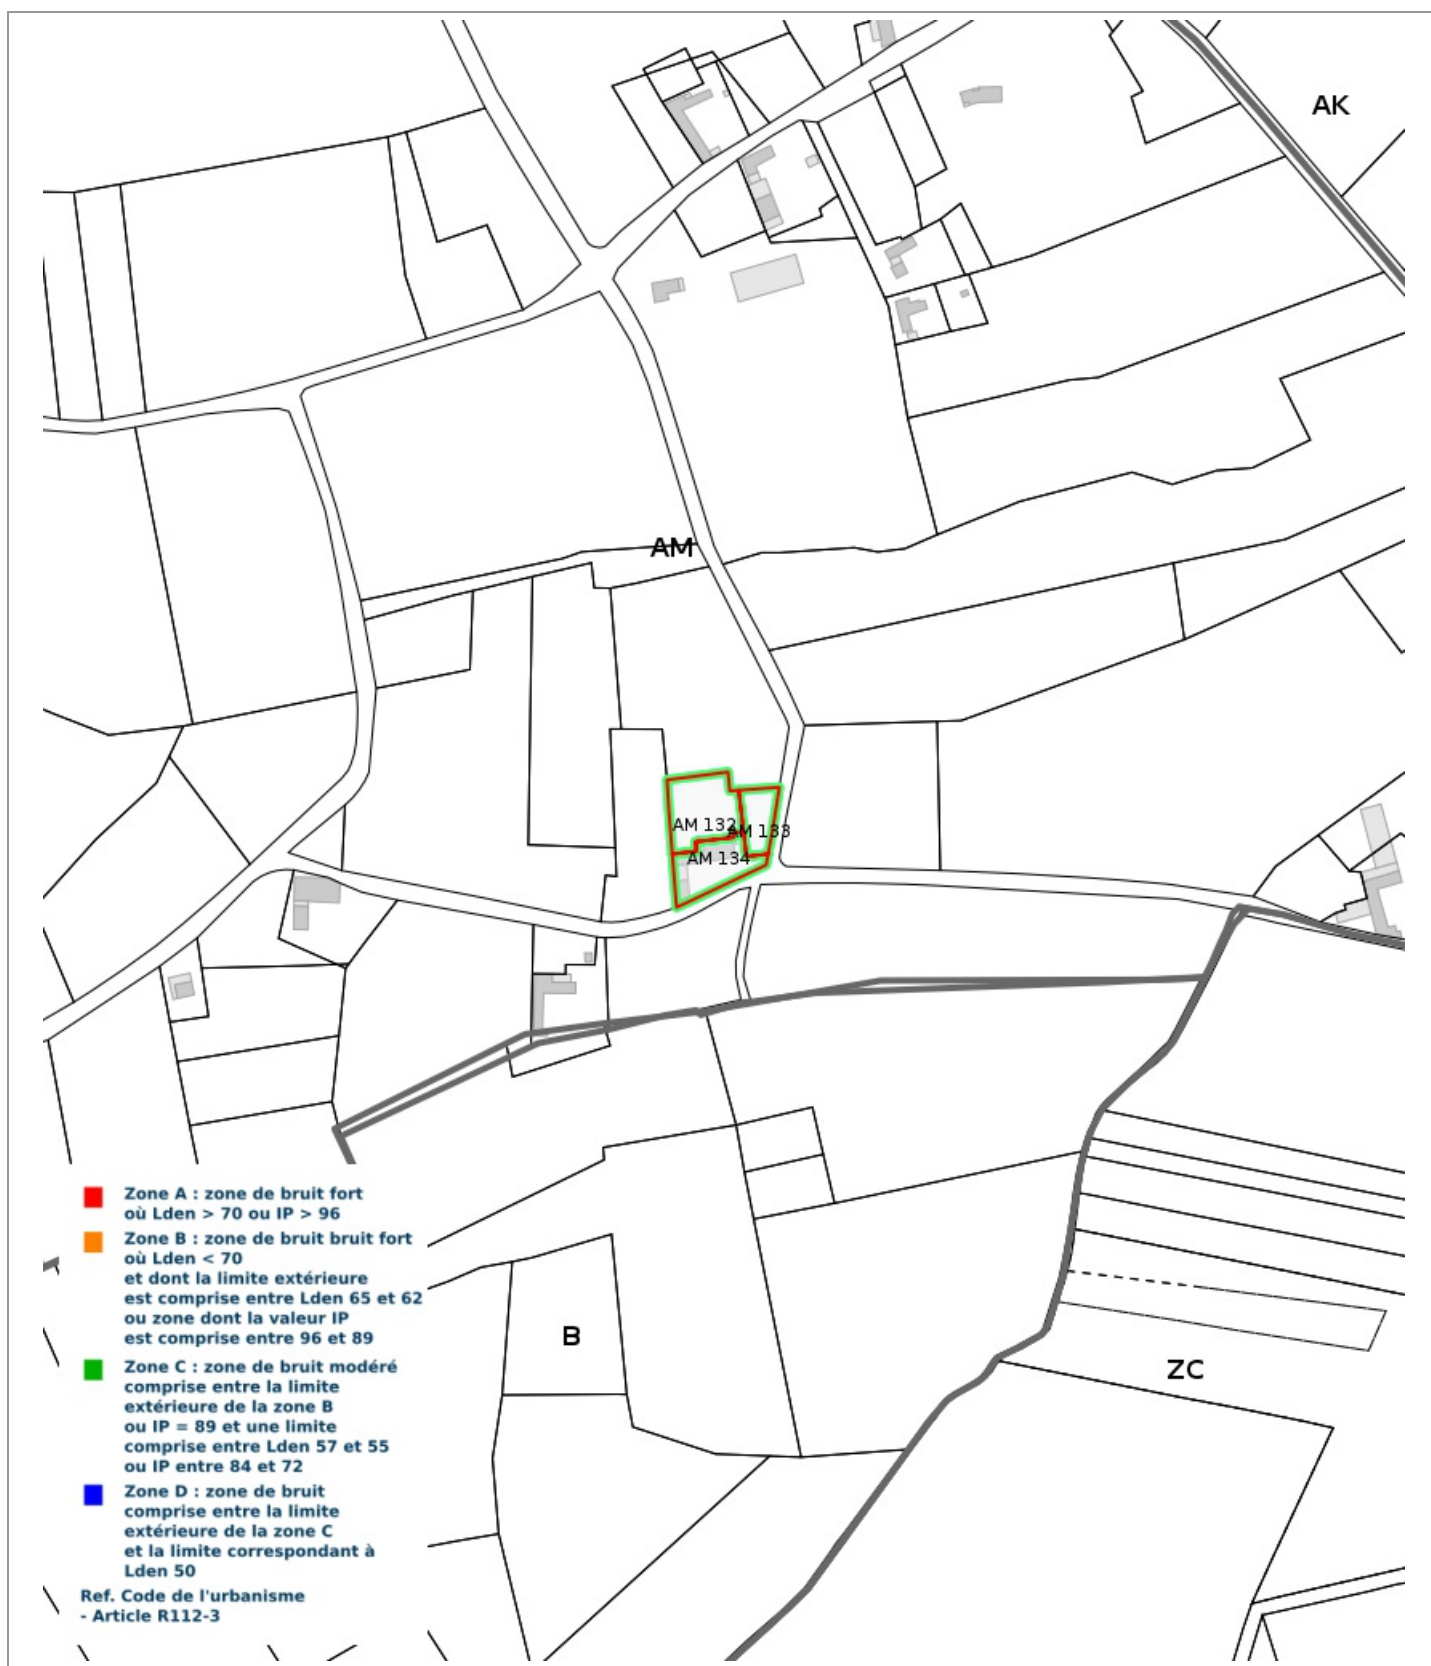 AK
AM
AM 132
AM 133
AM 134
Zone A : zone de bruit fort
où Lden > 70 ou IP > 96
Zone B : zone de bruit bruit fort
où Lden < 70
et dont la limite extérieure
est comprise entre Lden 65 et 62
ou zone dont la valeur IP
est comprise entre 96 et 89
B
Zone C : zone de bruit modéré
comprise entre la limite
extérieure de la zone B
ou IP = 89 et une limite
comprise entre Lden 57 et 55
ou IP entre 84 et 72
ZC
Zone D : zone de bruit
comprise entre la limite
extérieure de la zone C
et la limite correspondant à
Lden 50
Ref. Code de l'urbanisme
- Article R112-3